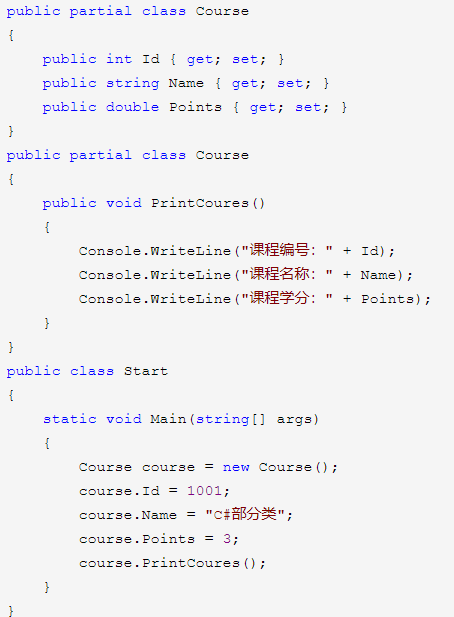 public partial class Course
{
    public int Id { get; set; }
    public string Name { get; set; }
    public double Points { get; set; }
}
public partial class Course
{
    public void PrintCoures()
    {
        Console.WriteLine("课程编号：" + Id);
        Console.WriteLine("课程名称：" + Name);
        Console.WriteLine("课程学分：" + Points);
    }
}
public class Start
{
    static void Main(string[] args)
    {
        Course course = new Course();
        course.Id = 1001;
        course.Name = "C#部分类";
        course.Points = 3;
        course.PrintCoures();
    }
}